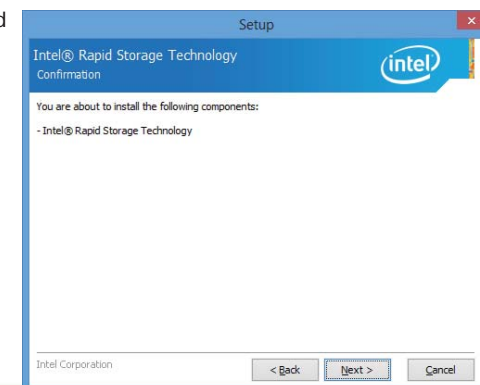 d
Setup
Intel® Rapid Storage Technology
Confirmation
intel
You are about to install the following components:
- Intel® Rapid Storage Technology
Intel Corporation
< Back
Next >
Cancel